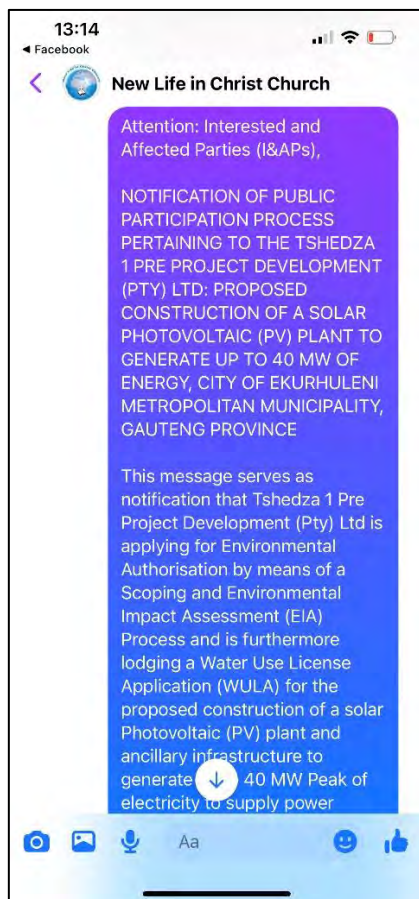 13:14
◀ Facebook
New Life in Christ Church
Attention: Interested and
Affected Parties (I&APs),
NOTIFICATION OF PUBLIC
PARTICIPATION PROCESS
PERTAINING TO THE TSHEDZA
1 PRE PROJECT DEVELOPMENT
(PTY) LTD: PROPOSED
CONSTRUCTION OF A SOLAR
PHOTOVOLTAIC (PV) PLANT TO
GENERATE UP TO 40 MW OF
ENERGY, CITY OF EKURHULENI
METROPOLITAN MUNICIPALITY,
GAUTENG PROVINCE
This message serves as
notification that Tshedza 1 Pre
Project Development (Pty) Ltd is
applying for Environmental
Authorisation by means of a
Scoping and Environmental
Impact Assessment (EIA)
Process and is furthermore
lodging a Water Use License
Application (WULA) for the
proposed construction of a solar
Photovoltaic (PV) plant and
ancillary infrastructure to
generate 40 MW Peak of
electricity to supply power
Aa